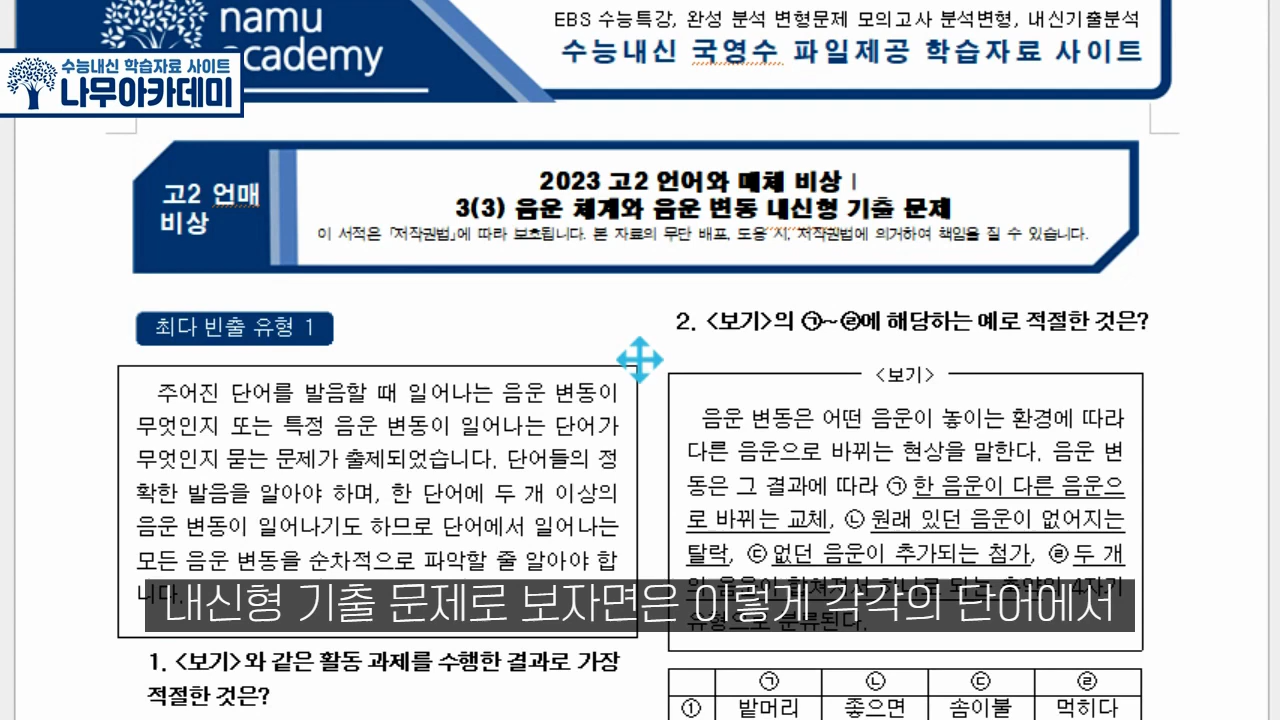 namu
academy
EBS 수능특강, 완성 분석 변형문제 모의고사 분석변형, 내신기출분석
수능내신 국영수 파일제공 학습자료 사이트
수능내신 학습자료 사이트
나무아카데미
고2 언매
비상
2023 고2 언어와 매체 비상
3(3) 음운 체계와 음운 변동 내신형 기출 문제
이 서적은 「저작권법」에 따라 보호됩니다. 본 자료의 무단 배포, 도용 시, 저작권법에 의거하여 책임을 질 수 있습니다.
최다 빈출 유형 1
주어진 단어를 발음할 때 일어나는 음운 변동이
무엇인지 또는 특정 음운 변동이 일어나는 단어가
무엇인지 묻는 문제가 출제되었습니다. 단어들의 정
확한 발음을 알아야 하며, 한 단어에 두 개 이상의
음운 변동이 일어나기도 하므로 단어에서 일어나는
모든 음운 변동을 순차적으로 파악할 줄 알아야 합
니다.
1. <보기>와 같은 활동 과제를 수행한 결과로 가장
적절한 것은?
2. <보기>의 ㉠~㉣에 해당하는 예로 적절한 것은?
<보기>
음운 변동은 어떤 음운이 놓이는 환경에 따라
다른 음운으로 바뀌는 현상을 말한다. 음운 변
동은 그 결과에 따라 ㉠ 한 음운이 다른 음운으
로 바뀌는 교체, ㉡ 원래 있던 음운이 없어지는
탈락, ㉢ 없던 음운이 추가되는 첨가, ㉣ 두 개
의 음운이 합쳐져서 하나로 되는 축약의 4자기
유형으로 분류된다.
㉠ ㉡ ㉢ ㉣
① 밭머리 좋으면 솜이불 먹히다
내신형 기출 문제로 보자면은 이렇게 각각의 단어에서